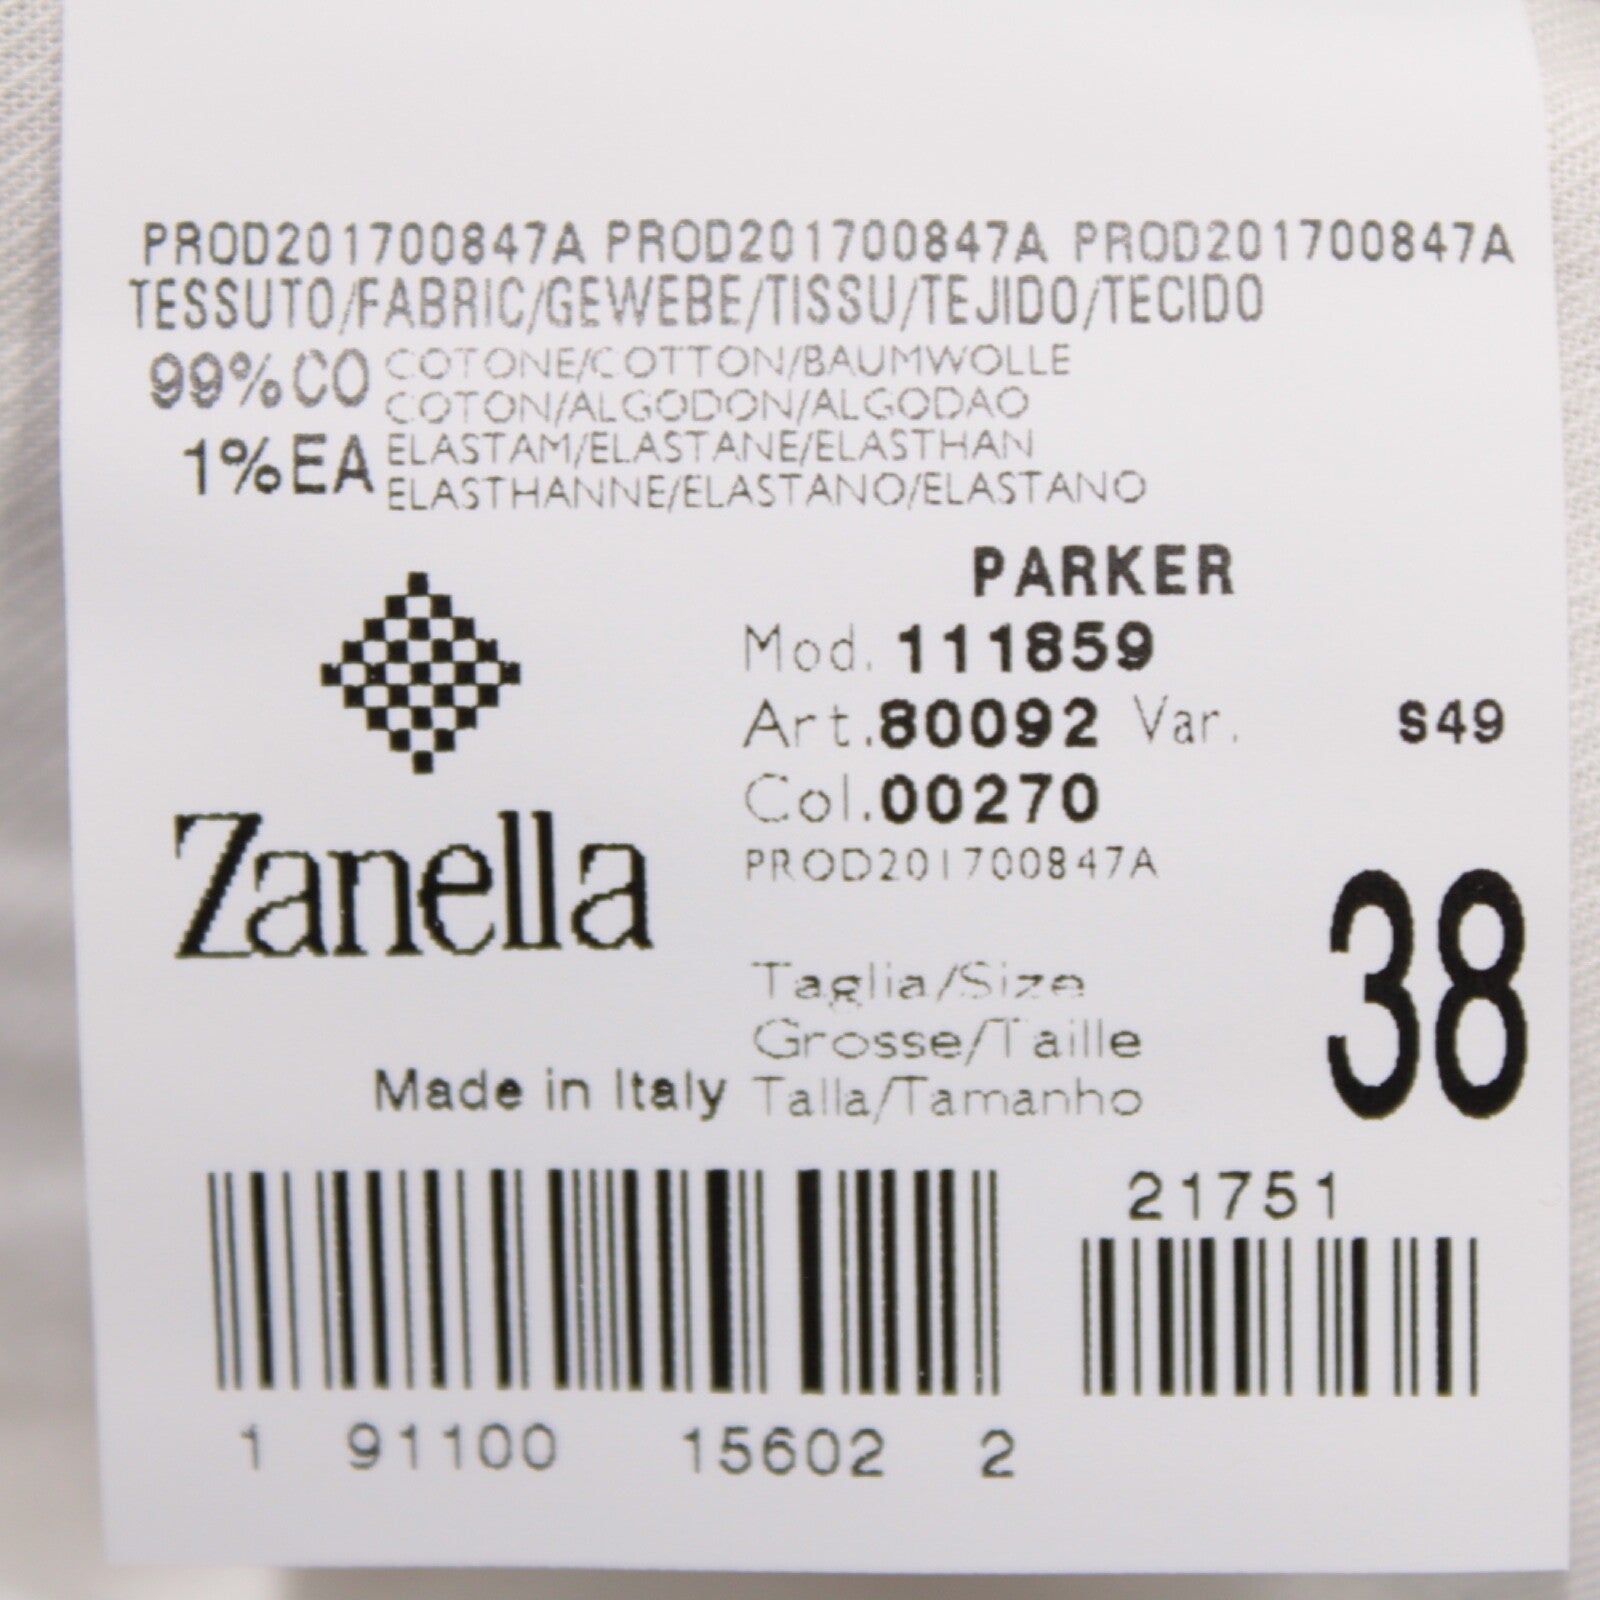 PROD201700847A PROD201700847A PROD201700847A
TESSUTO/FABRIC/GEWEBE/TISSU/TEJIDO/TECIDO
99%CO COTONE/COTTON/BAUMWOLLE
COTON/ALGODON/ALGODAO
1%EA ELASTAM/ELASTANE/ELASTHAN
ELASTHANNE/ELASTANO/ELASTANO
PARKER
Mod. 111859
Art.80092 Var. S49
Col.00270
PROD201700847A
Zanella
Taglia/Size
Grosse/Taille
Talla/Tamanho
38
Made in Italy
21751
1 91100 15602 2